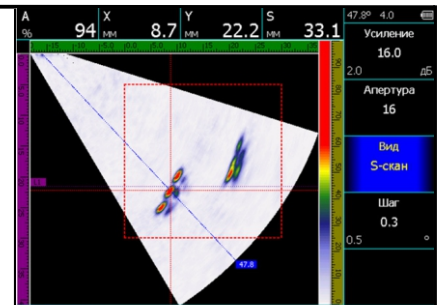 A % 94
X мм 8.7
Y мм 22.2
S мм 33.1
47.8º 4.0
Усиление
16.0
2.0 дБ
Апертура
16
Вид
S-скан
Шаг
0.3
0.5 °
47.8